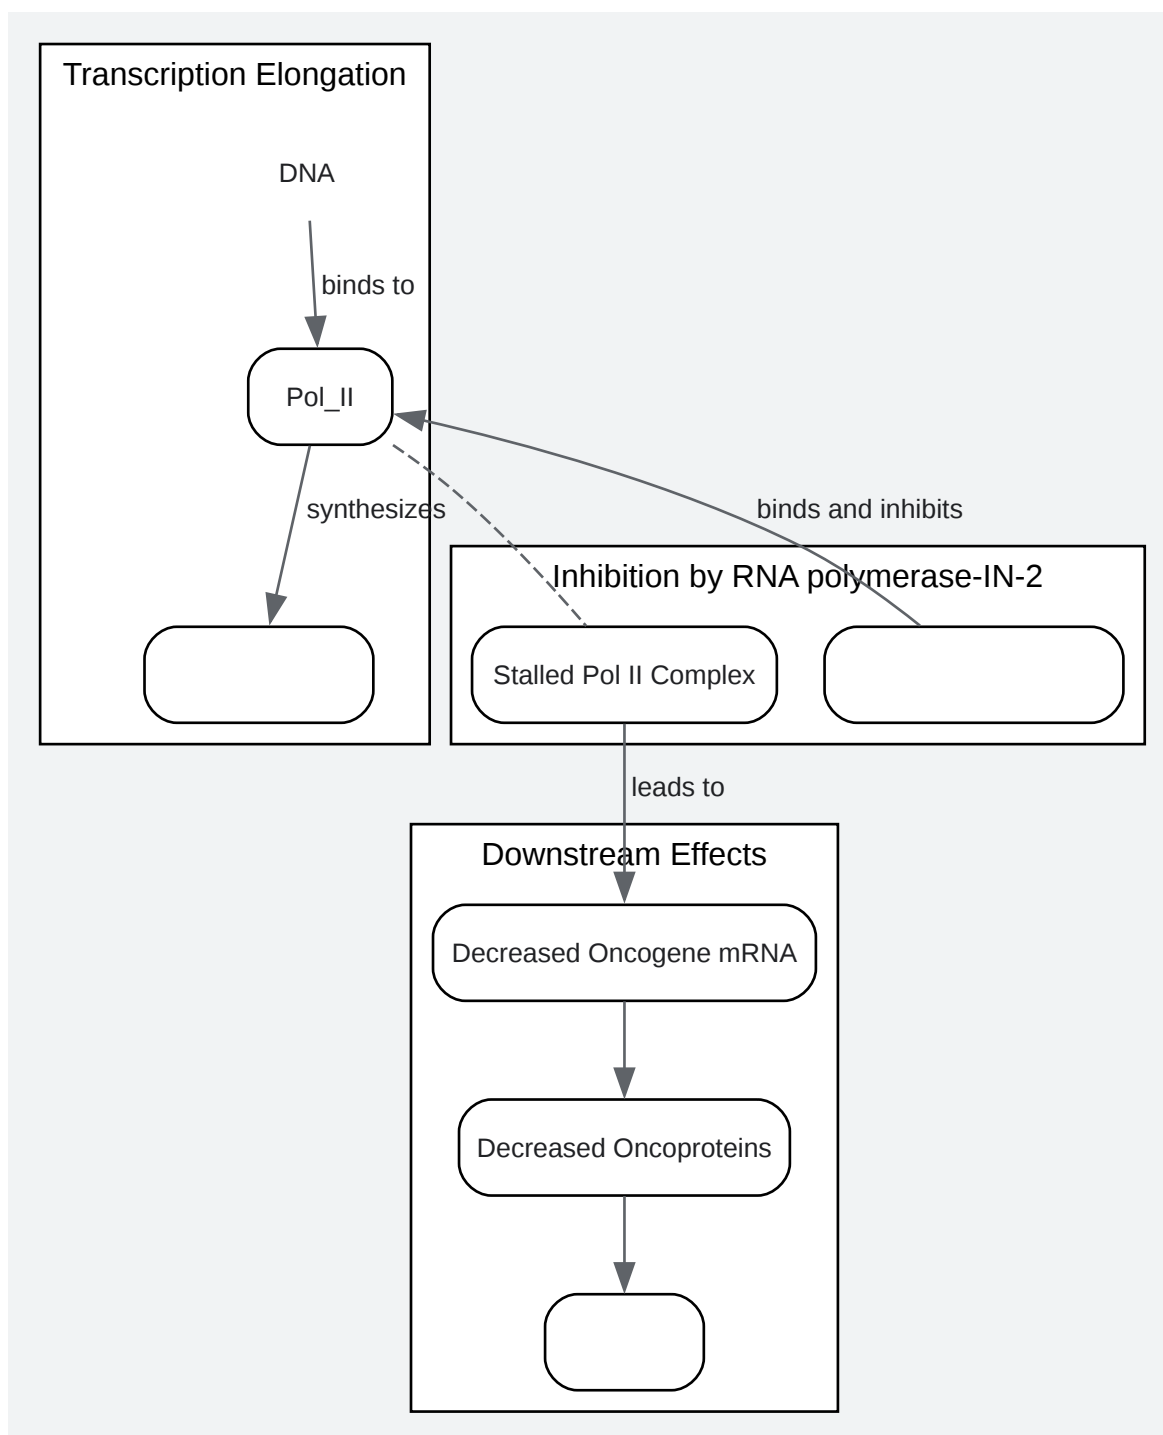 Transcription Elongation
DNA
binds to
Pol_II
synthesizes
binds and inhibits
Inhibition by RNA polymerase-IN-2
Stalled Pol II Complex
leads to
Downstream Effects
Decreased Oncogene mRNA
Decreased Oncoproteins